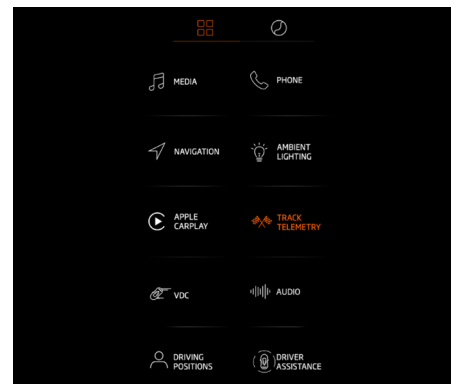 MEDIA
PHONE
NAVIGATION
AMBIENT
LIGHTING
APPLE
CARPLAY
TRACK
TELEMETRY
VDC
AUDIO
DRIVING
POSITIONS
DRIVER
ASSISTANCE